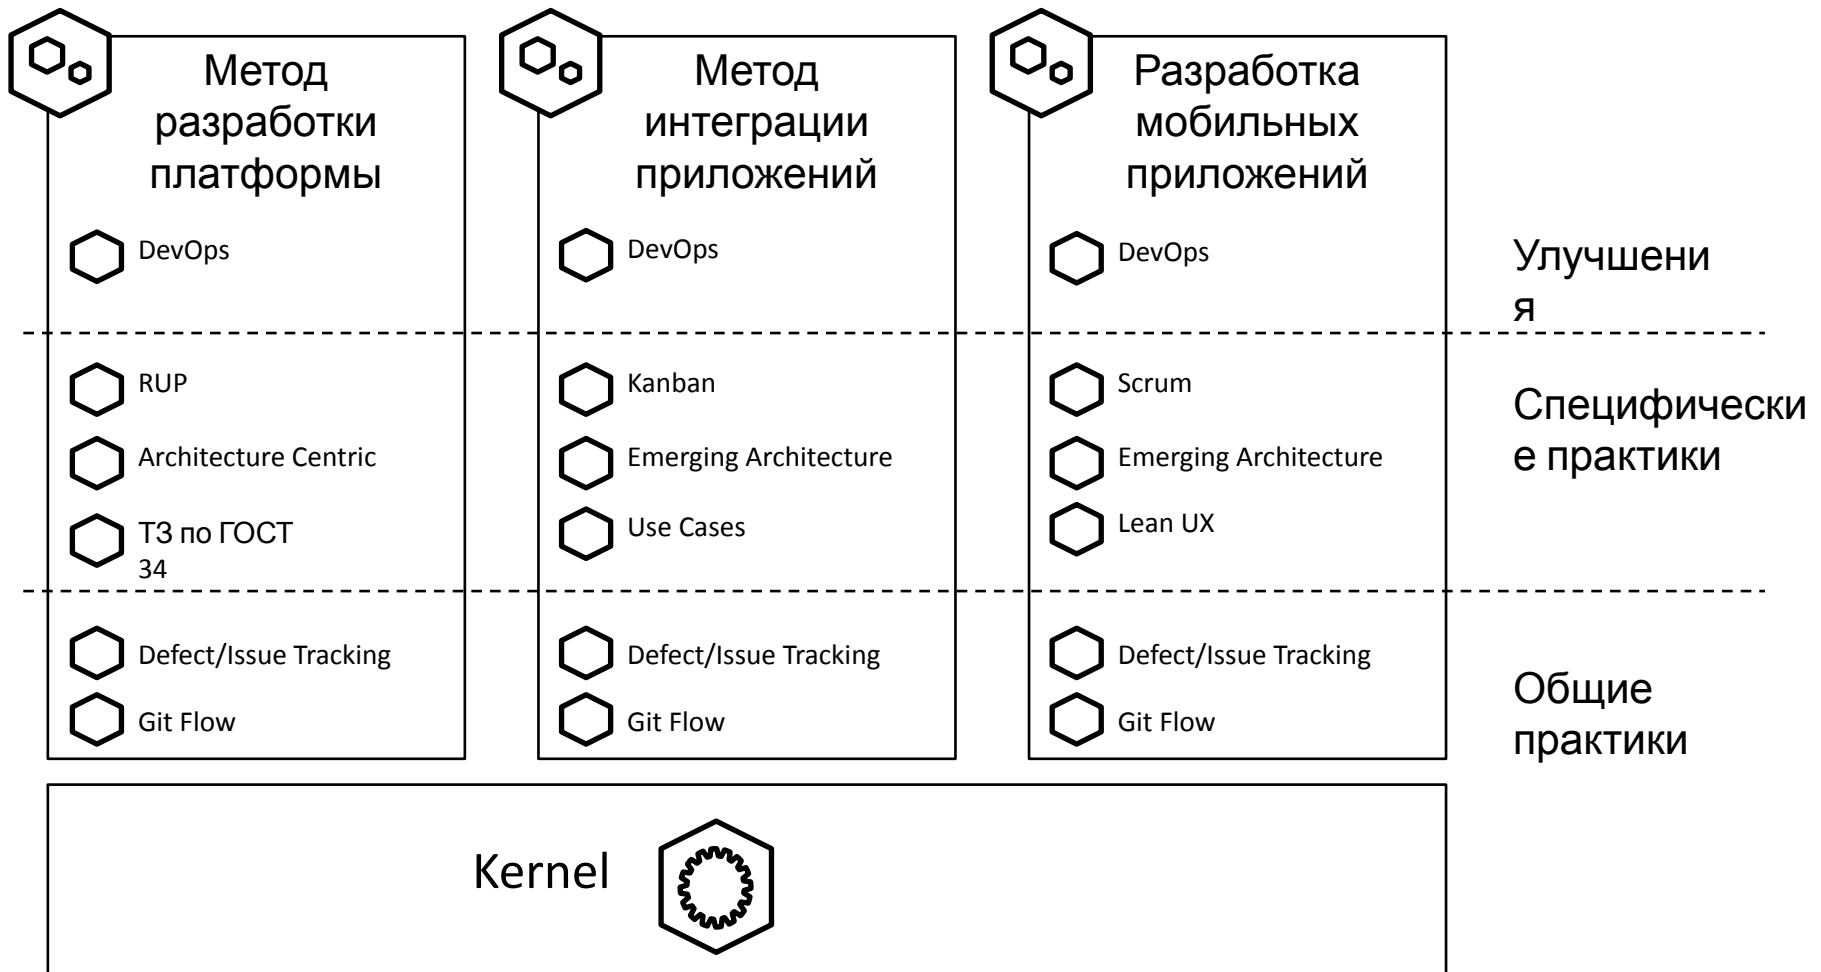 Метод
разработки
платформы
DevOps
RUP
Architecture Centric
ТЗ по ГОСТ
34
Defect/Issue Tracking
Git Flow
Метод
интеграции
приложений
DevOps
Kanban
Emerging Architecture
Use Cases
Defect/Issue Tracking
Git Flow
Разработка
мобильных
приложений
DevOps
Scrum
Emerging Architecture
Lean UX
Defect/Issue Tracking
Git Flow
Улучшени
я
Специфически
е практики
Общие
практики
Kernel